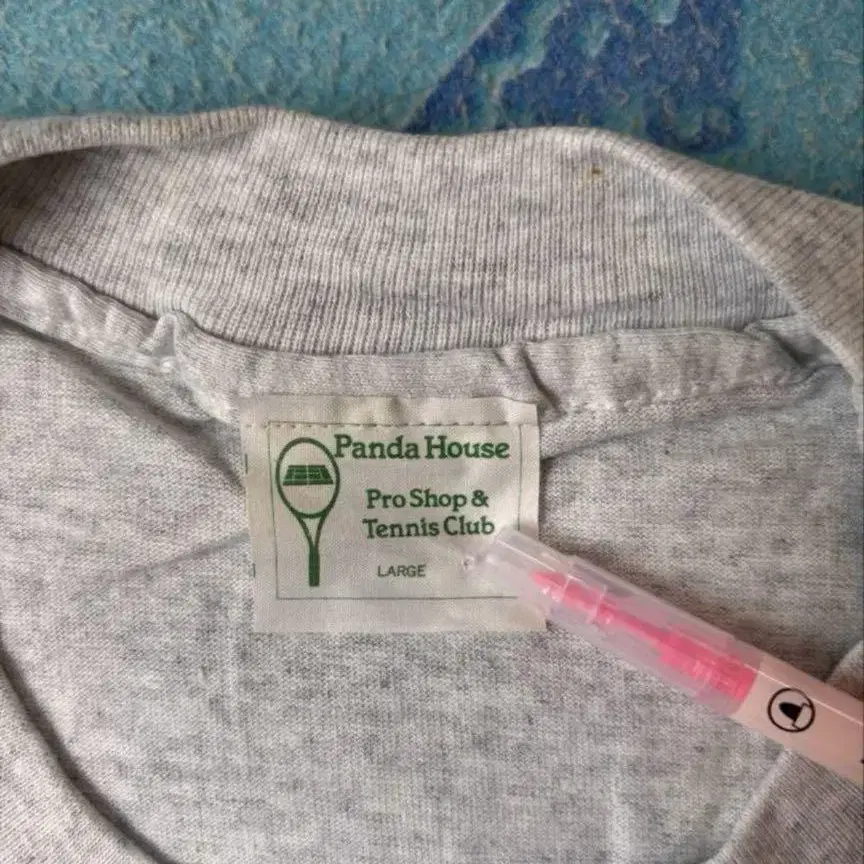 Panda House
Pro Shop &
Tennis Club
LARGE